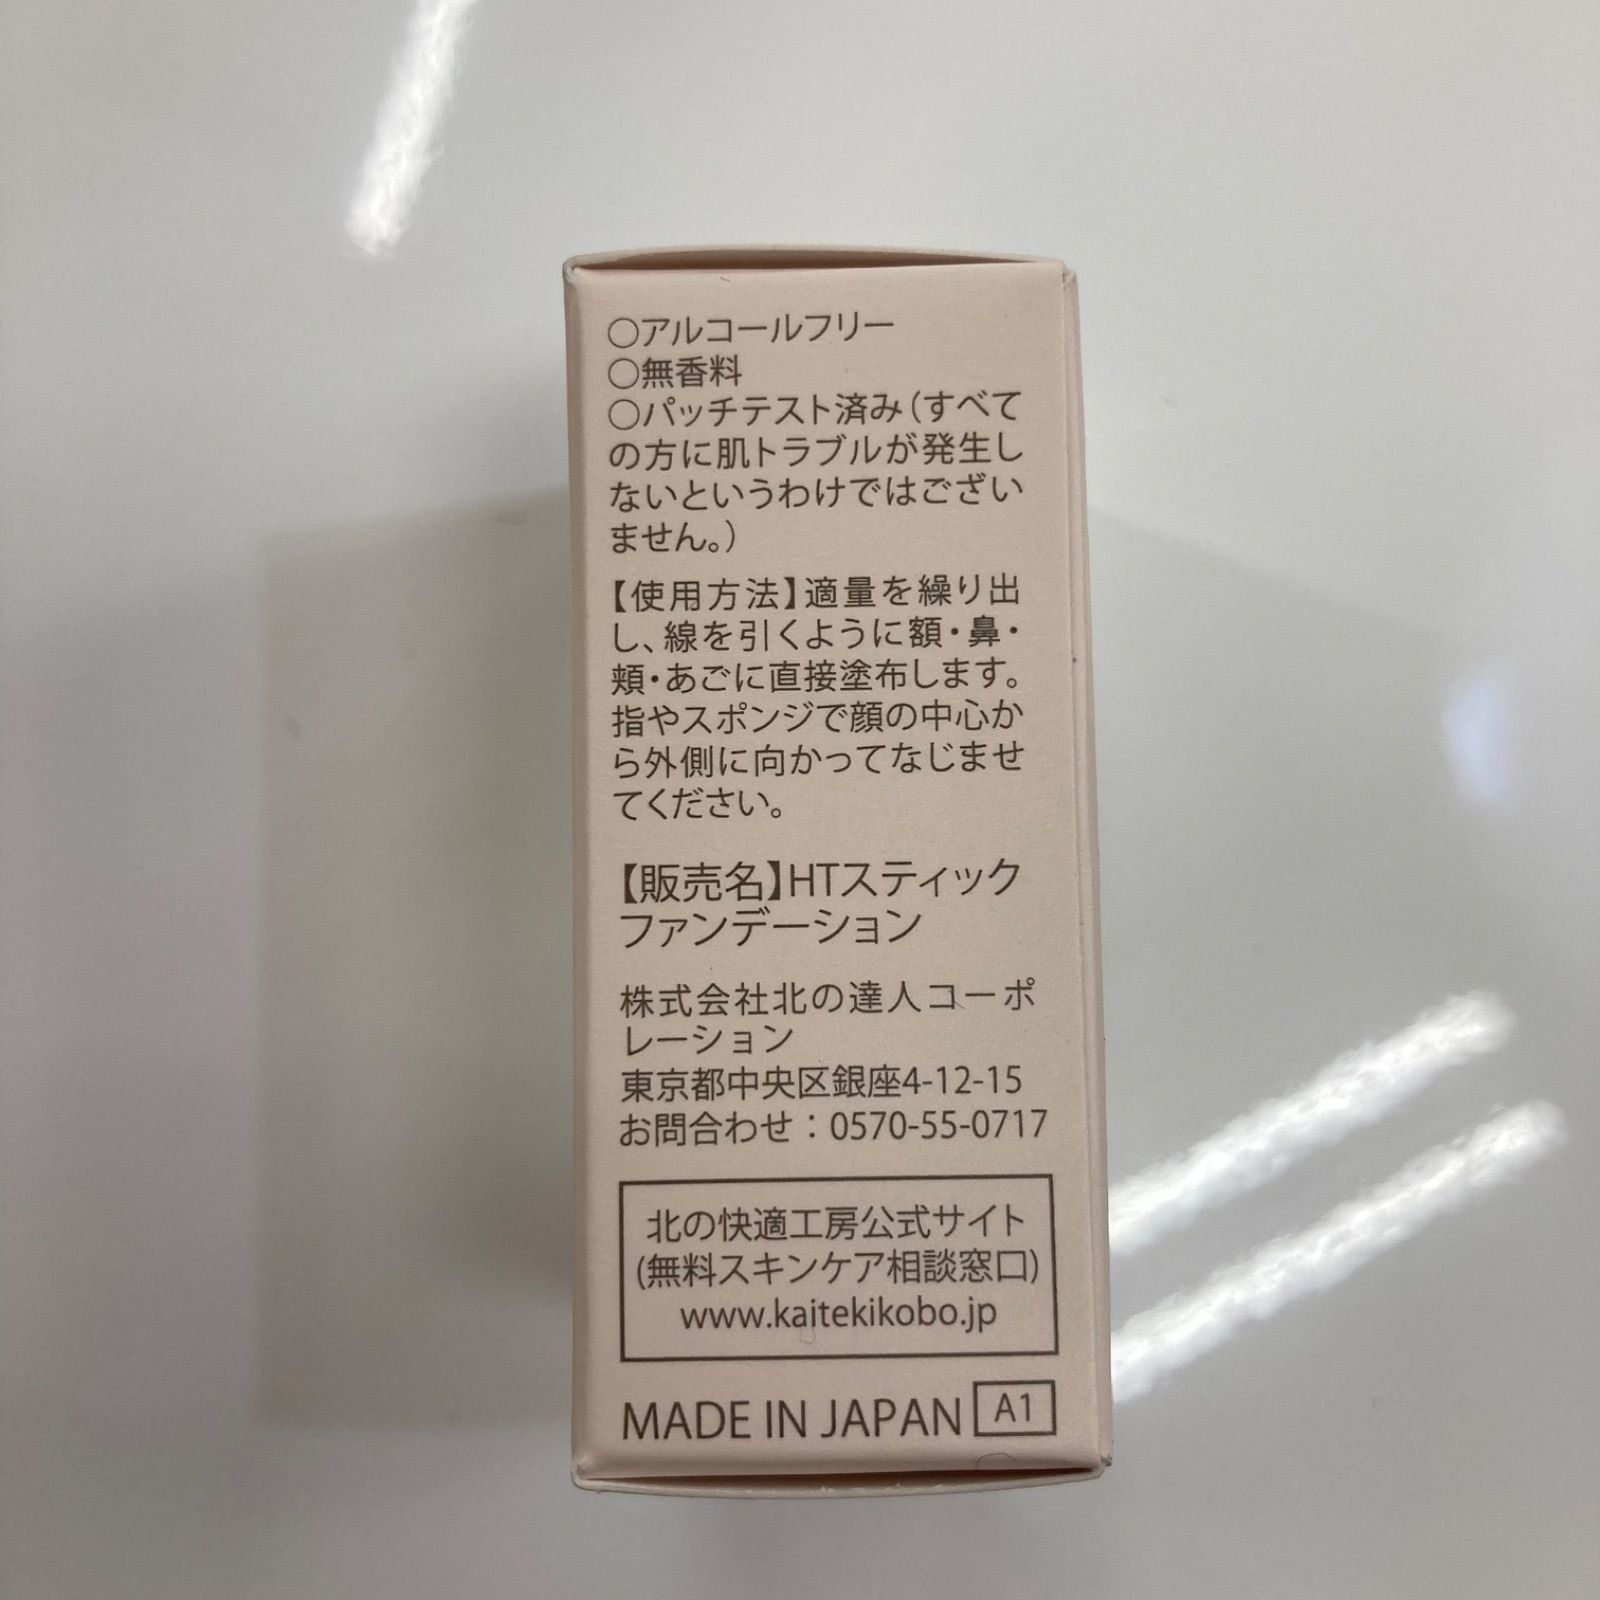 ○アルコールフリー
○無香料
○パッチテスト済み(すべて
の方に肌トラブルが発生し
ないというわけではござい
ません。)
【使用方法】適量を繰り出
し、線を引くように額・鼻・
頬・あごに直接塗布します。
指やスポンジで顔の中心か
ら外側に向かってなじませ
てください。
【販売名】HTスティック
ファンデーション
株式会社北の達人コーポ
レーション
東京都中央区銀座4-12-15
お問合わせ：0570-55-0717
北の快適工房公式サイト
(無料スキンケア相談窓口)
www.kaitekikobo.jp
MADE IN JAPAN A1